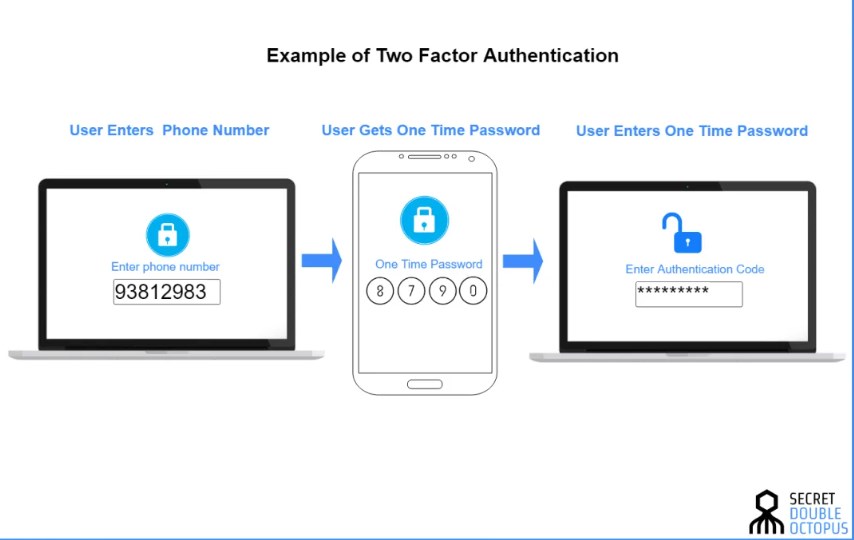 Example of Two Factor Authentication
User Enters Phone Number
User Gets One Time Password
User Enters One Time Password
Enter phone number
93812983
One Time Password
8 7 9 0
Enter Authentication Code
*********
SECRET
DOUBLE
OCTOPUS